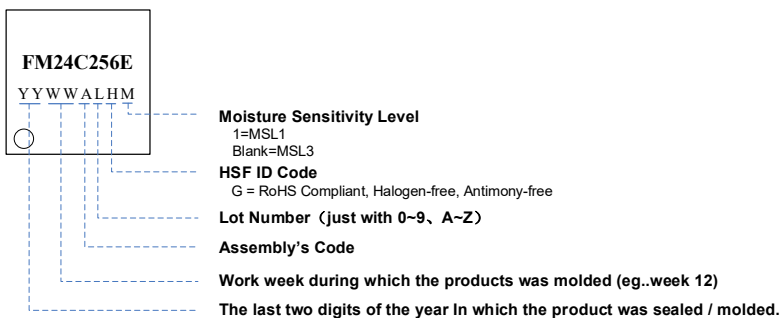 FM24C256E
YYWWALHM
Moisture Sensitivity Level
1=MSL1
Blank=MSL3
HSF ID Code
G = RoHS Compliant, Halogen-free, Antimony-free
Lot Number（just with 0~9、A~Z）
Assembly's Code
Work week during which the products was molded (eg..week 12)
The last two digits of the year In which the product was sealed / molded.